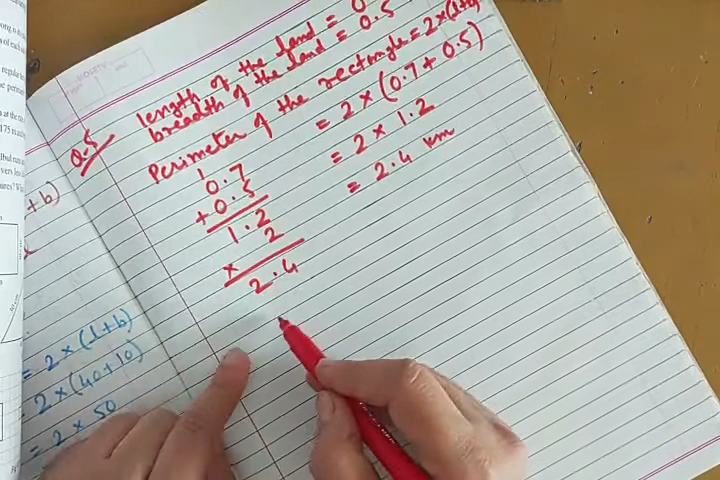 length of the land = 0
breadth of the land = 0.5
Q.5
Perimeter of the rectangle = 2×(l+b)
= 2 × (0.7 + 0.5)
= 2 × 1.2
= 2.4 km
1
0.7
+ 0.5
1.2
× 2
2.4
+b)
= 2 × (l+b)
= 2×(40+10)
= 2 × 50